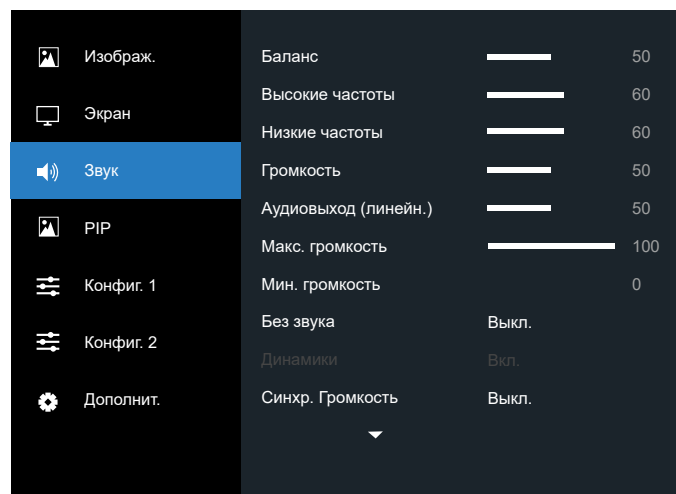 Изображ.
Экран
Звук
PIP
Конфиг. 1
Конфиг. 2
Дополнит.
Баланс 50
Высокие частоты 60
Низкие частоты 60
Громкость 50
Аудиовыход (линейн.) 50
Макс. громкость 100
Мин. громкость 0
Без звука Выкл.
Динамики Вкл.
Синхр. Громкость Выкл.